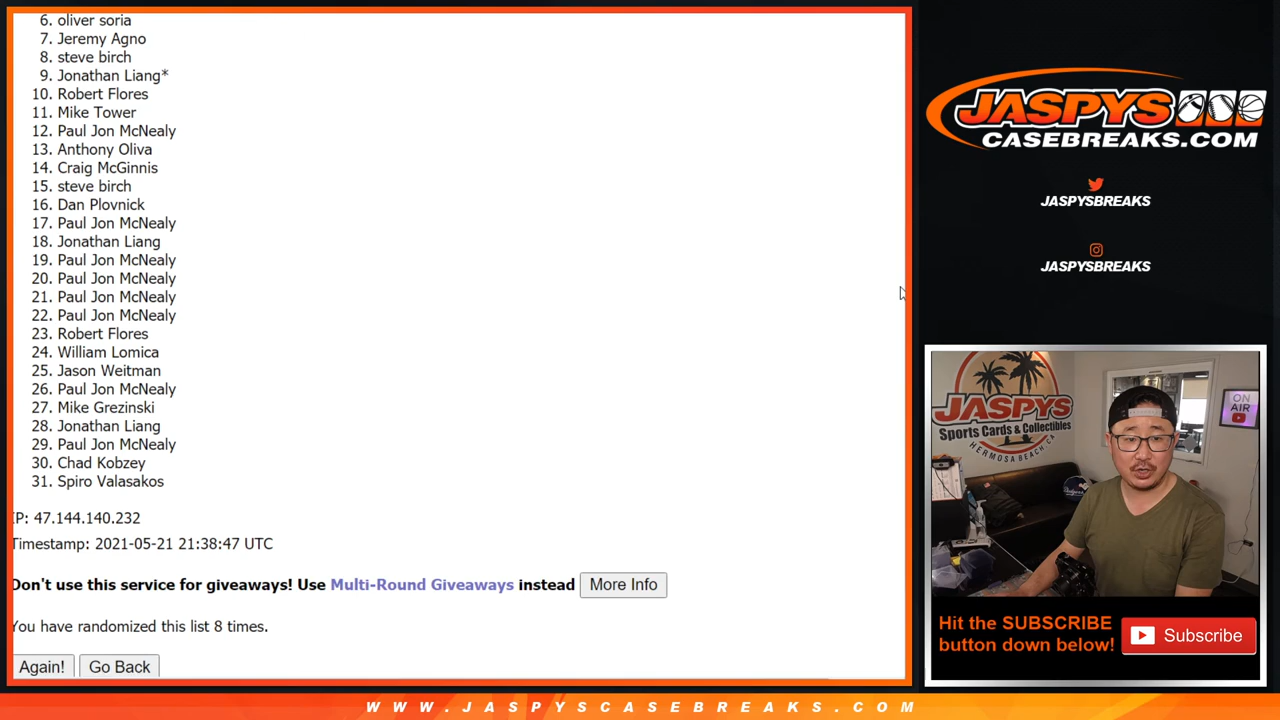 6. oliver soria
7. Jeremy Agno
8. steve birch
9. Jonathan Liang*
10. Robert Flores
11. Mike Tower
12. Paul Jon McNealy
13. Anthony Oliva
14. Craig McGinnis
15. steve birch
16. Dan Plovnick
17. Paul Jon McNealy
18. Jonathan Liang
19. Paul Jon McNealy
20. Paul Jon McNealy
21. Paul Jon McNealy
22. Paul Jon McNealy
23. Robert Flores
24. William Lomica
25. Jason Weitman
26. Paul Jon McNealy
27. Mike Grezinski
28. Jonathan Liang
29. Paul Jon McNealy
30. Chad Kobzey
31. Spiro Valasakos
IP: 47.144.140.232
Timestamp: 2021-05-21 21:38:47 UTC
Don't use this service for giveaways! Use Multi-Round Giveaways instead More Info
You have randomized this list 8 times.
Again! Go Back
JASPYS
CASEBREAKS.COM
JASPYSBREAKS
JASPYSBREAKS
JASPYS
Sports Cards & Collectibles
HERMOSA BEACH, CA
ON
AIR
Hit the SUBSCRIBE
button down below!
Subscribe
WWW.JASPYSCASEBREAKS.COM